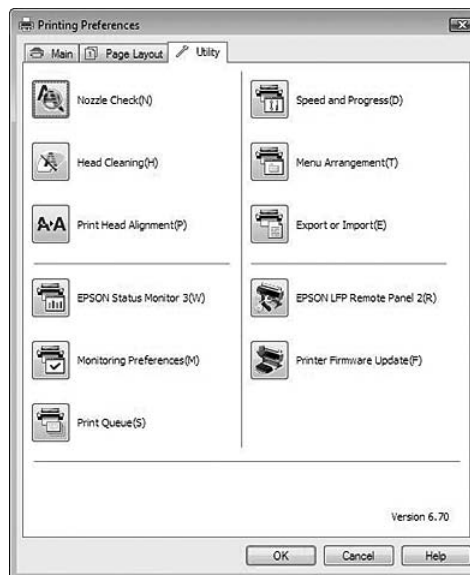 Printing Preferences
Main
1
Page Layout
Utility
Nozzle Check(N)
Speed and Progress(D)
Head Cleaning(H)
Menu Arrangement(T)
A▸A
Print Head Alignment(P)
Export or Import(E)
EPSON Status Monitor 3(W)
EPSON LFP Remote Panel 2(R)
Monitoring Preferences(M)
Printer Firmware Update(F)
Print Queue(S)
Version 6.70
OK
Cancel
Help